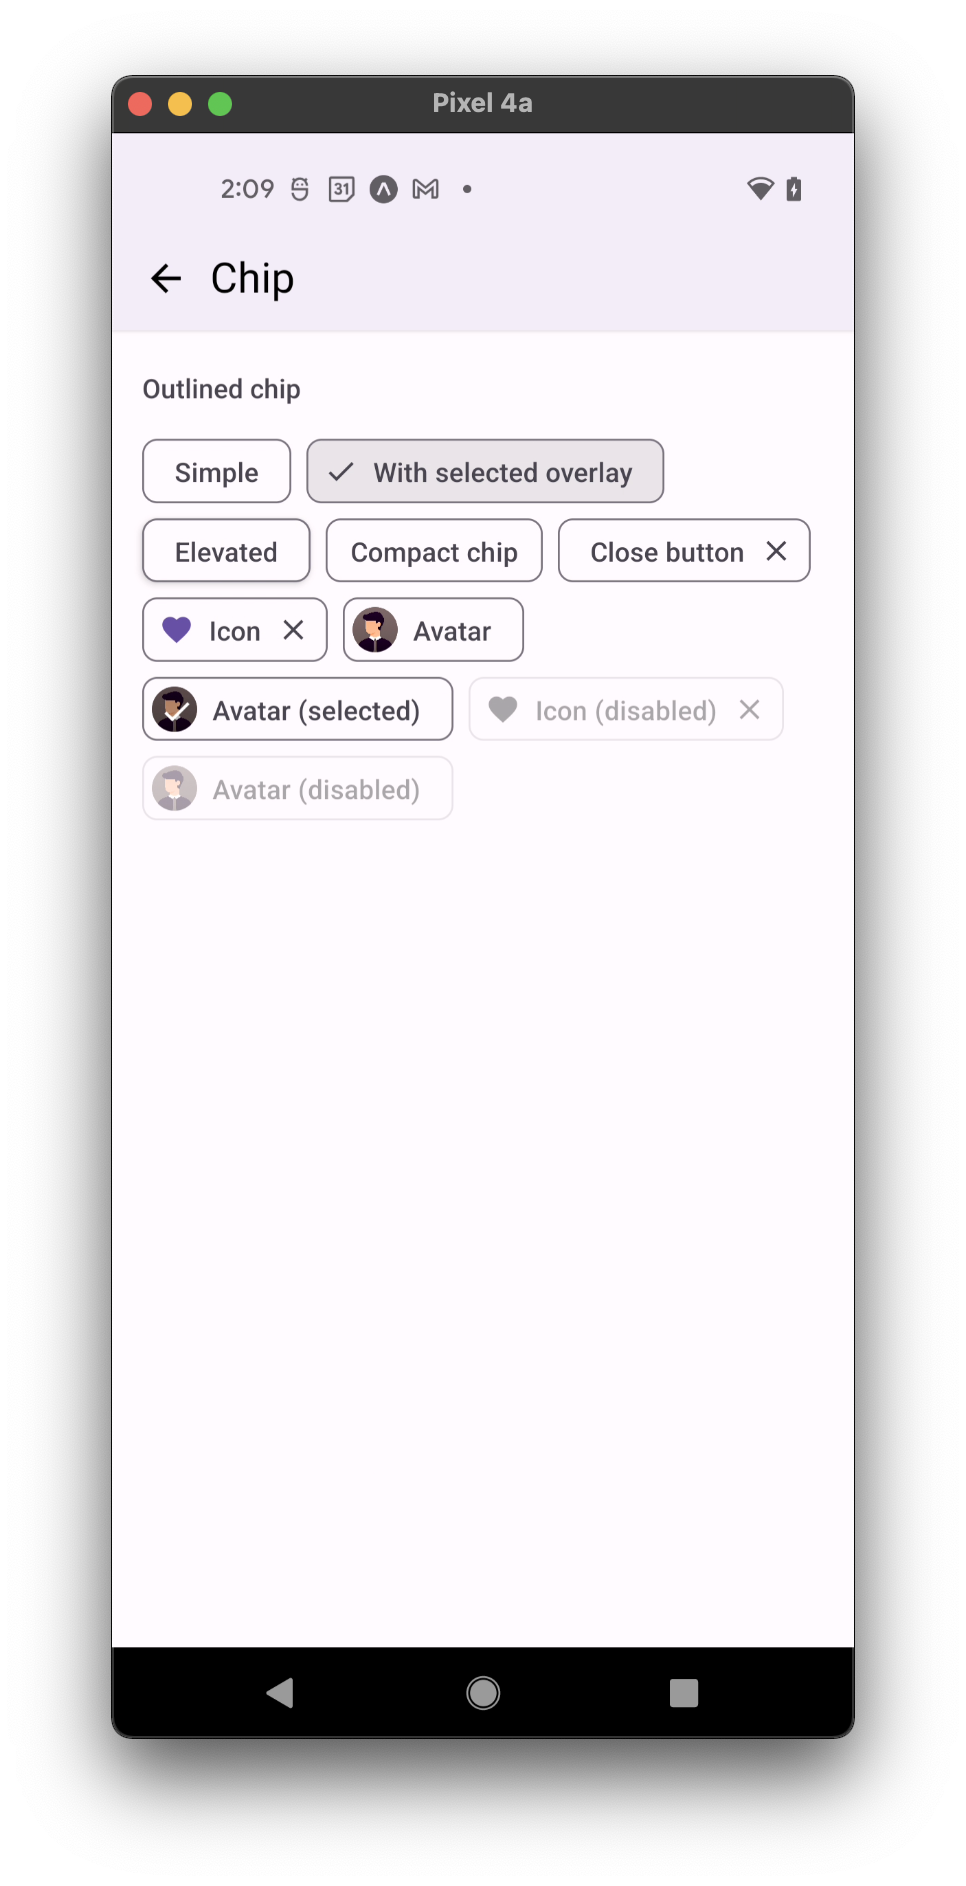 Pixel 4a
2:09 31
Chip
Outlined chip
Simple With selected overlay
Elevated Compact chip Close button
Icon Avatar
Avatar (selected) Icon (disabled)
Avatar (disabled)